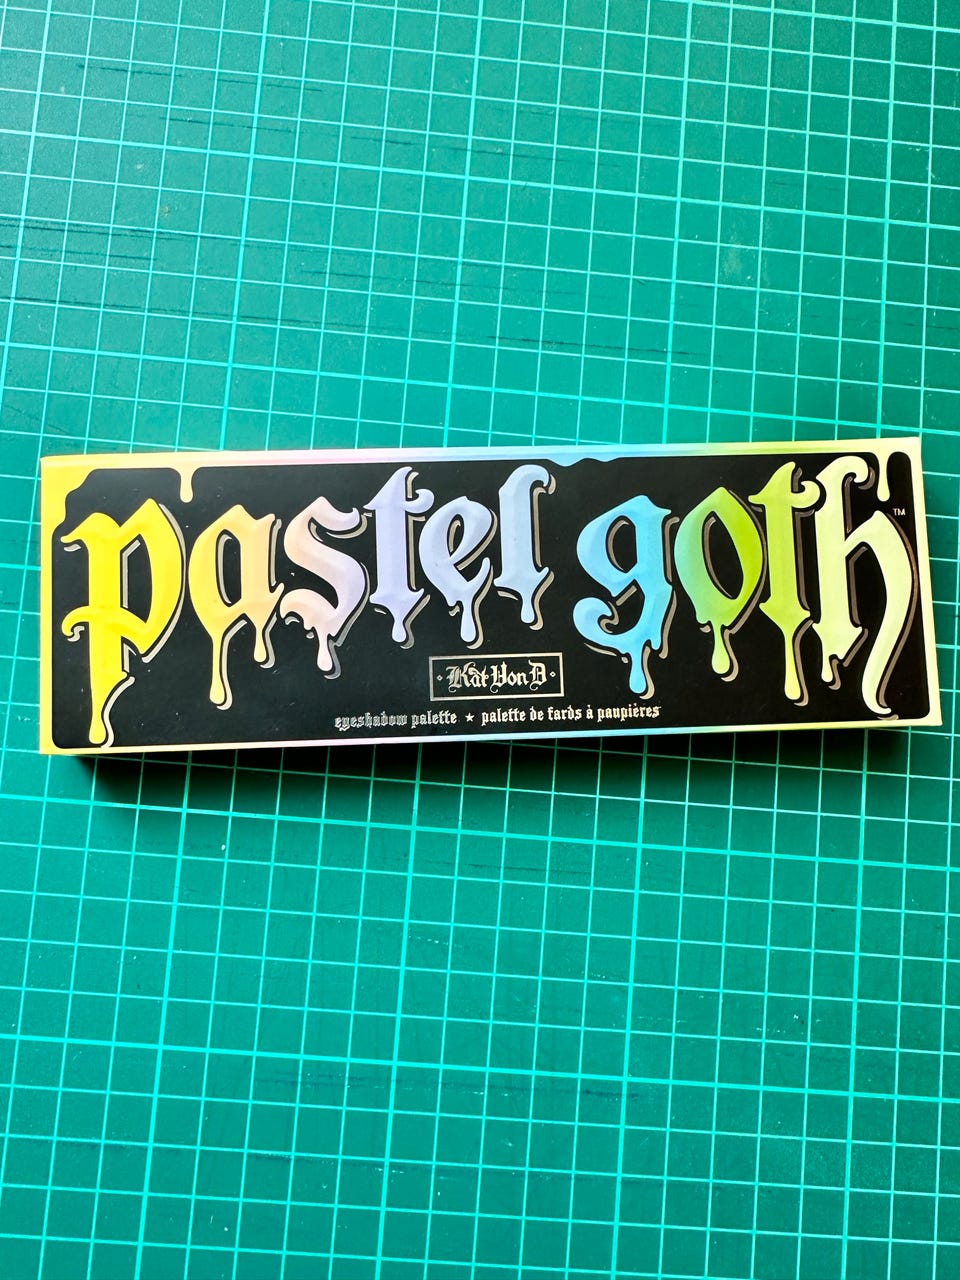 pastel goth™
Kat Von D
eyeshadow palette ★ palette de fards à paupières